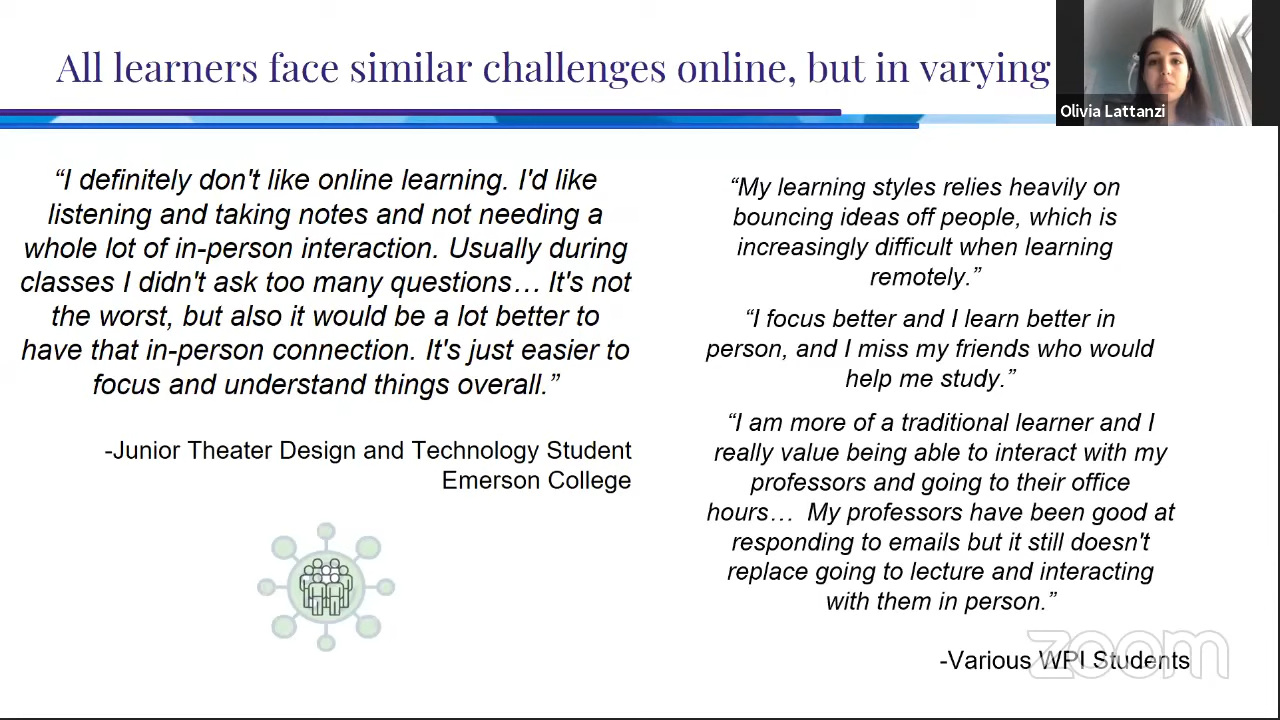 All learners face similar challenges online, but in varying
Olivia Lattanzi
“I definitely don't like online learning. I'd like
listening and taking notes and not needing a
whole lot of in-person interaction. Usually during
classes I didn't ask too many questions… It's not
the worst, but also it would be a lot better to
have that in-person connection. It's just easier to
focus and understand things overall.”
-Junior Theater Design and Technology Student
Emerson College
“My learning styles relies heavily on
bouncing ideas off people, which is
increasingly difficult when learning
remotely.”
“I focus better and I learn better in
person, and I miss my friends who would
help me study.”
“I am more of a traditional learner and I
really value being able to interact with my
professors and going to their office
hours… My professors have been good at
responding to emails but it still doesn't
replace going to lecture and interacting
with them in person.”
-Various WPI Students
zoom